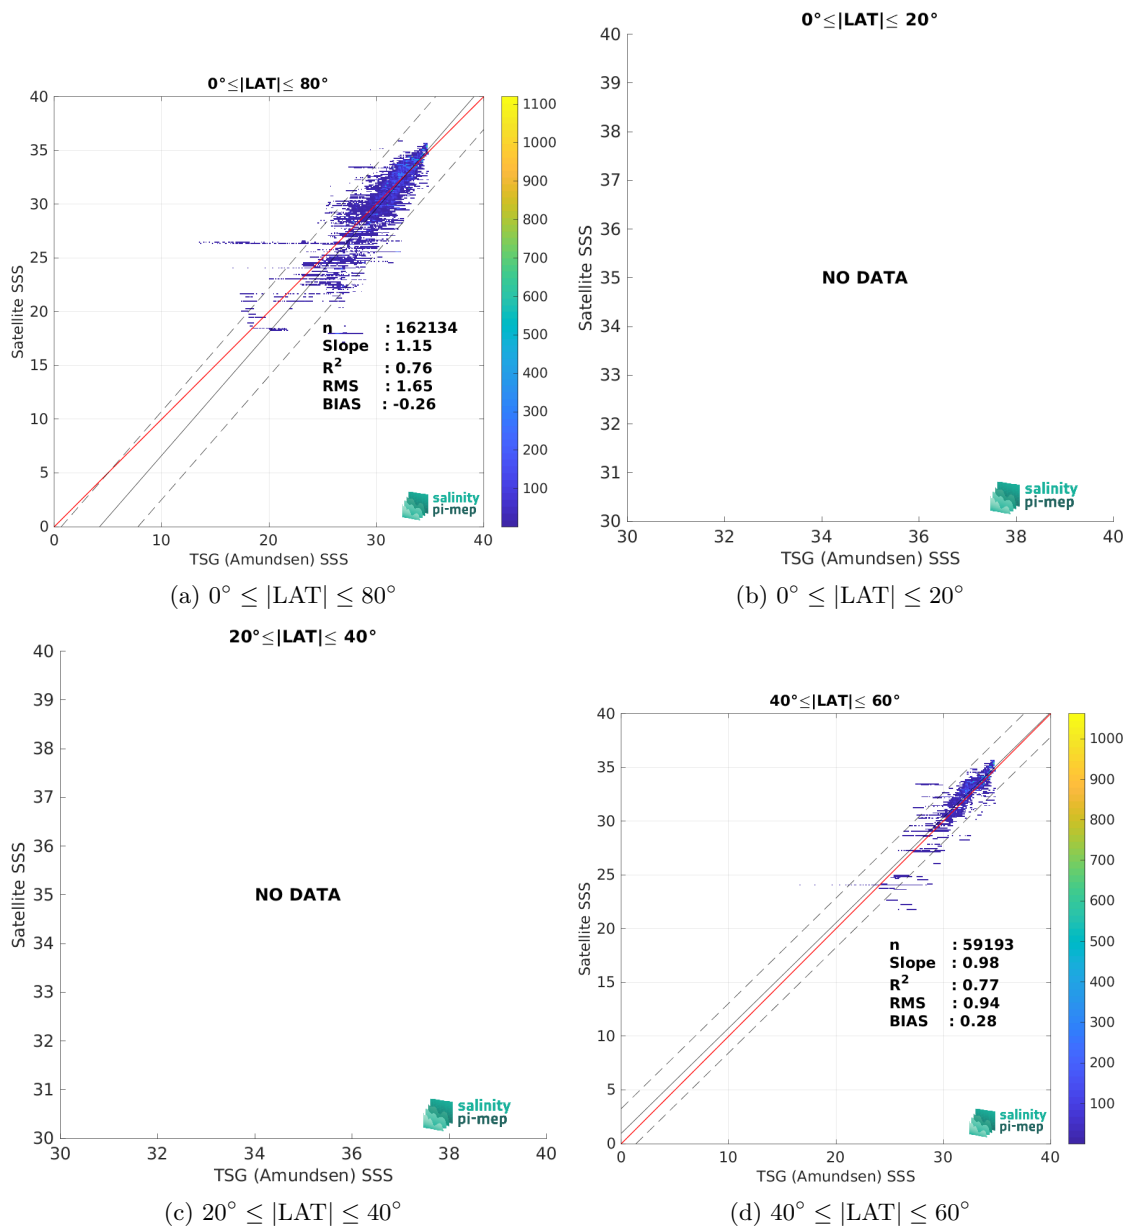 0°≤|LAT|≤ 80°
Satellite SSS
40
35
30
25
20
15
10
5
0
0 10 20 30 40
TSG (Amundsen) SSS
n : 162134
Slope : 1.15
R² : 0.76
RMS : 1.65
BIAS : -0.26
1100
1000
900
800
700
600
500
400
300
200
100
salinity
pi-mep
(a) 0° ≤ |LAT| ≤ 80°
0°≤|LAT|≤ 20°
Satellite SSS
40
39
38
37
36
35
34
33
32
31
30
NO DATA
salinity
pi-mep
30 32 34 36 38 40
TSG (Amundsen) SSS
(b) 0° ≤ |LAT| ≤ 20°
20°≤|LAT|≤ 40°
Satellite SSS
40
39
38
37
36
35
34
33
32
31
30
NO DATA
salinity
pi-mep
30 32 34 36 38 40
TSG (Amundsen) SSS
(c) 20° ≤ |LAT| ≤ 40°
40°≤|LAT|≤ 60°
Satellite SSS
40
35
30
25
20
15
10
5
0
0 10 20 30 40
TSG (Amundsen) SSS
n : 59193
Slope : 0.98
R² : 0.77
RMS : 0.94
BIAS : 0.28
1000
900
800
700
600
500
400
300
200
100
salinity
pi-mep
(d) 40° ≤ |LAT| ≤ 60°